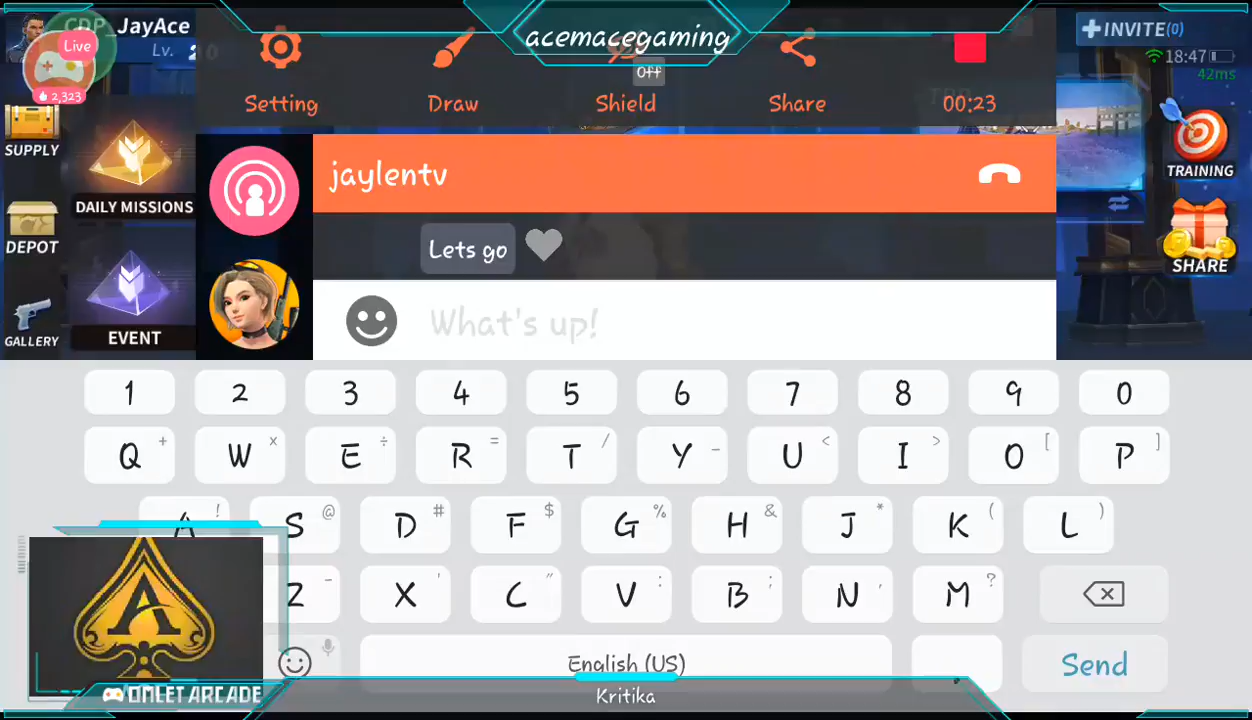 CDP_JayAce
Live
Lv.
2,323
acemacegaming
INVITE(0)
18:47
42ms
Off
Setting
Draw
Shield
Share
00:23
SUPPLY
DAILY MISSIONS
TRAINING
jaylentv
DEPOT
Lets go
SHARE
GALLERY
EVENT
What's up!
1 2 3 4 5 6 7 8 9 0
Q + W × E ÷ R = T / Y _ U < I > O [ P ]
A ! S @ D # F $ G % H & J * K ( L )
Z - X ' C " V : B ; N , M ?
A
English (US)
Send
OMLET ARCADE
Kritika